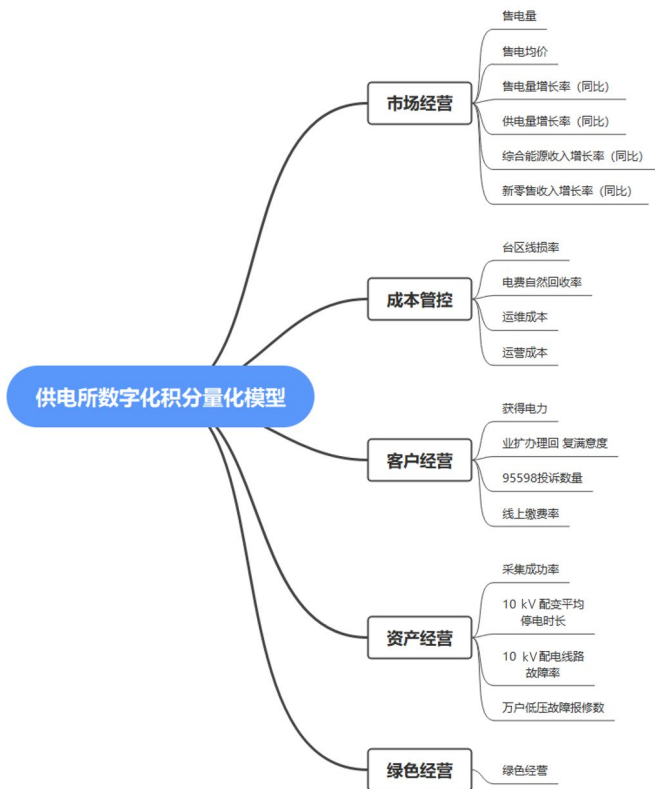 供电所数字化积分量化模型
市场经营
售电量
售电均价
售电量增长率（同比）
供电量增长率（同比）
综合能源收入增长率（同比）
新零售收入增长率（同比）
成本管控
台区线损率
电费自然回收率
运维成本
运营成本
客户经营
获得电力
业扩办理回 复满意度
95598投诉数量
线上缴费率
资产经营
采集成功率
10 kV 配变平均
停电时长
10 kV配电线路
故障率
万户低压故障报修数
绿色经营
绿色经营